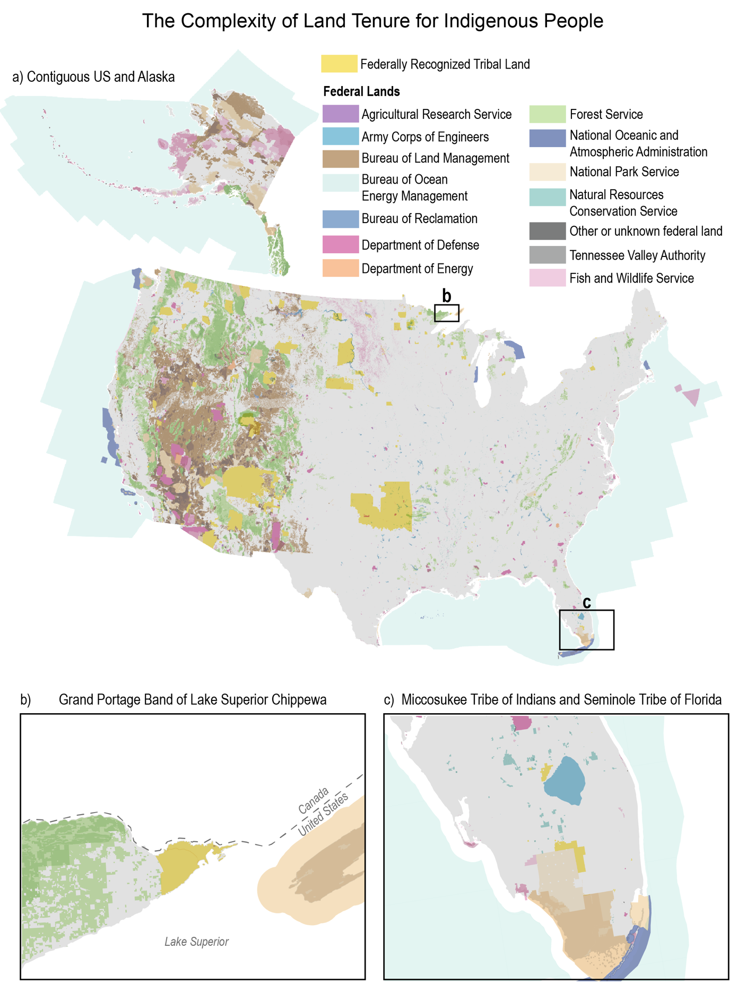 The Complexity of Land Tenure for Indigenous People
a) Contiguous US and Alaska
Federally Recognized Tribal Land
Federal Lands
Agricultural Research Service
Army Corps of Engineers
Bureau of Land Management
Bureau of Ocean
Energy Management
Bureau of Reclamation
Department of Defense
Department of Energy
Forest Service
National Oceanic and
Atmospheric Administration
National Park Service
Natural Resources
Conservation Service
Other or unknown federal land
Tennessee Valley Authority
Fish and Wildlife Service
b
c
b) Grand Portage Band of Lake Superior Chippewa
Canada
United States
Lake Superior
c) Miccosukee Tribe of Indians and Seminole Tribe of Florida